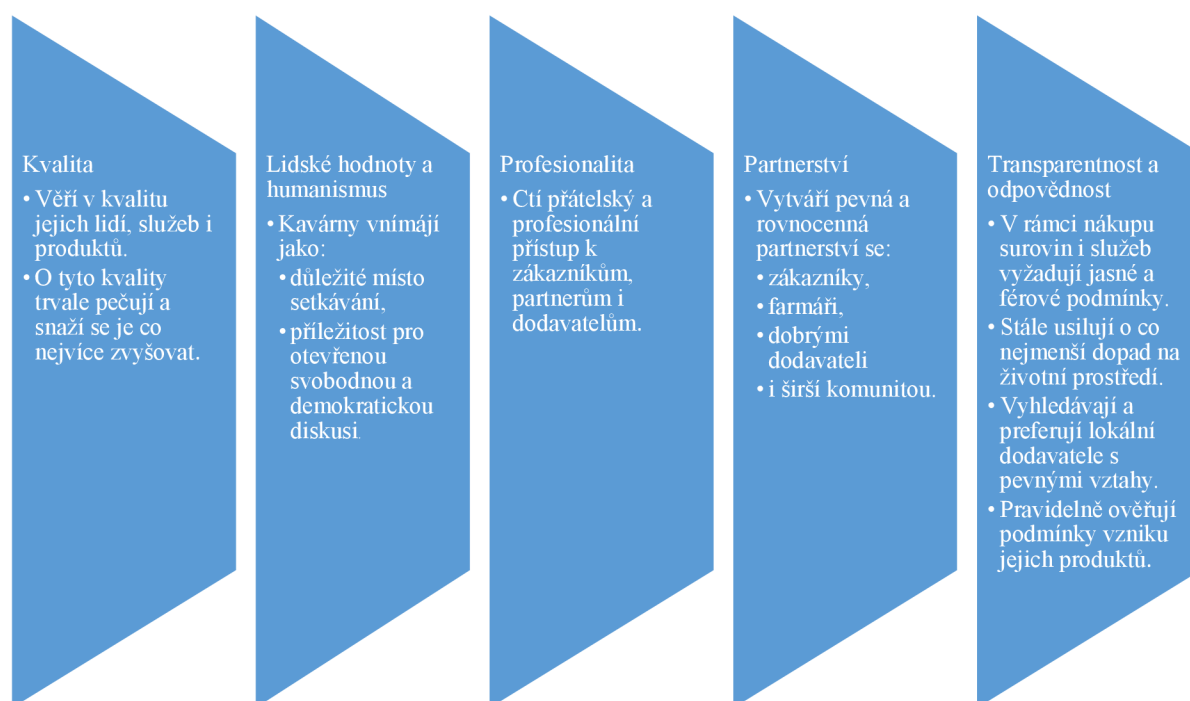 Kvalita
• Věří v kvalitu
jejich lidí, služeb i
produktů.
• O tyto kvality
trvale pečují a
snaží se je co
nejvíce zvyšovat.
Lidské hodnoty a
humanismus
• Kavárny vnímájí
jako:
• důležité místo
setkávání,
• příležitost pro
otevřenou
svobodnou a
demokratickou
diskusi.
Profesionalita
• Ctí přátelský a
profesionální
přístup k
zákazníkům,
partnerům i
dodavatelům.
Partnerství
• Vytváří pevná a
rovnocenná
partnerství se:
• zákazníky,
• farmáři,
• dobrými
dodavateli
• i širší komunitou.
Transparentnost a
odpovědnost
• V rámci nákupu
surovin i služeb
vyžadují jasné a
férové podmínky.
• Stále usilují o co
nejmenší dopad na
životní prostředí.
• Vyhledávají a
preferují lokální
dodavatele s
pevnými vztahy.
• Pravidelně ověřují
podmínky vzniku
jejich produktů.